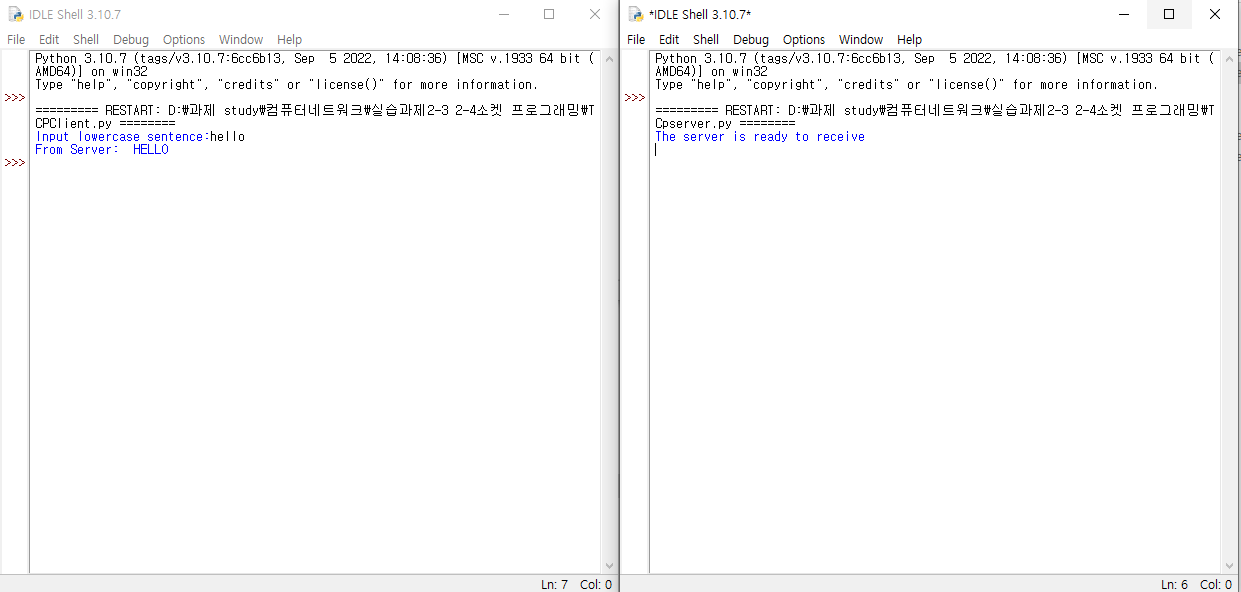 IDLE Shell 3.10.7
File Edit Shell Debug Options Window Help
Python 3.10.7 (tags/v3.10.7:6cc6b13, Sep  5 2022, 14:08:36) [MSC v.1933 64 bit (
AMD64)] on win32
Type "help", "copyright", "credits" or "license()" for more information.
>>>
========= RESTART: D:\과제 study\컴퓨터네트워크\실습과제2-3 2-4소켓 프로그래밍\T
CPClient.py ========
Input lowercase sentence:hello
From Server:  HELLO
>>>
Ln: 7 Col: 0
*IDLE Shell 3.10.7*
File Edit Shell Debug Options Window Help
Python 3.10.7 (tags/v3.10.7:6cc6b13, Sep  5 2022, 14:08:36) [MSC v.1933 64 bit (
AMD64)] on win32
Type "help", "copyright", "credits" or "license()" for more information.
>>>
========= RESTART: D:\과제 study\컴퓨터네트워크\실습과제2-3 2-4소켓 프로그래밍\T
Cpserver.py ========
The server is ready to receive
Ln: 6 Col: 0